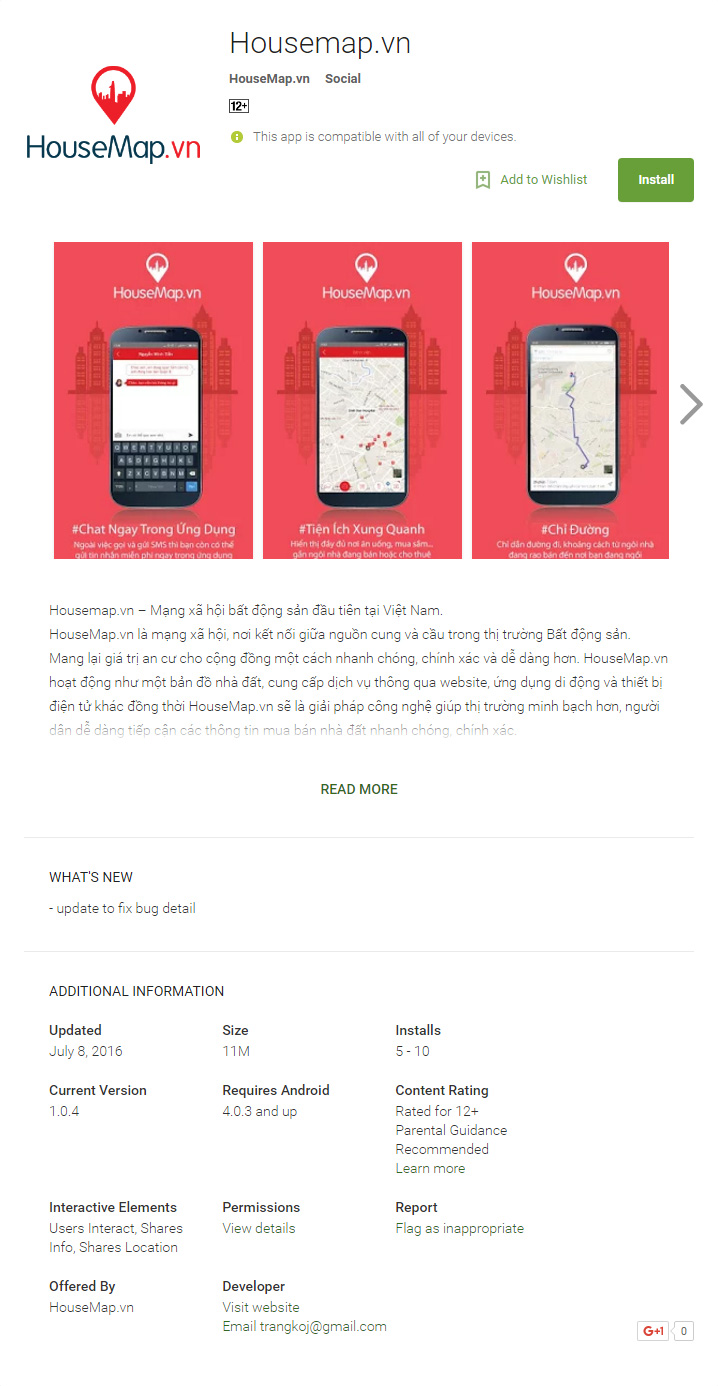 Housemap.vn
HouseMap.vn Social
12+
This app is compatible with all of your devices.
HouseMap.vn
Add to Wishlist
Install
HouseMap.vn
#Chat Ngay Trong Ứng Dụng
Ngoài việc gọi và gửi SMS thì bạn còn có thể
gửi tin nhắn miễn phí ngay trong ứng dụng
HouseMap.vn
#Tiện Ích Xung Quanh
Hiển thị đầy đủ nơi ăn uống, mua sắm...
gần ngôi nhà đang bán hoặc cho thuê
HouseMap.vn
#Chỉ Đường
Chỉ dẫn đường đi, khoảng cách từ ngôi nhà
đang rao bán đến nơi bạn đang ngồi
Housemap.vn – Mạng xã hội bất động sản đầu tiên tại Việt Nam.
HouseMap.vn là mạng xã hội, nơi kết nối giữa nguồn cung và cầu trong thị trường Bất động sản.
Mang lại giá trị an cư cho cộng đồng một cách nhanh chóng, chính xác và dễ dàng hơn. HouseMap.vn
hoạt động như một bản đồ nhà đất, cung cấp dịch vụ thông qua website, ứng dụng di động và thiết bị
điện tử khác đồng thời HouseMap.vn sẽ là giải pháp công nghệ giúp thị trường minh bạch hơn, người
dân dễ dàng tiếp cận các thông tin mua bán nhà đất nhanh chóng, chính xác.
READ MORE
WHAT'S NEW
- update to fix bug detail
ADDITIONAL INFORMATION
Updated
July 8, 2016
Size
11M
Installs
5 - 10
Current Version
1.0.4
Requires Android
4.0.3 and up
Content Rating
Rated for 12+
Parental Guidance
Recommended
Learn more
Interactive Elements
Users Interact, Shares
Info, Shares Location
Permissions
View details
Report
Flag as inappropriate
Offered By
HouseMap.vn
Developer
Visit website
Email trangkoj@gmail.com
G+1 0